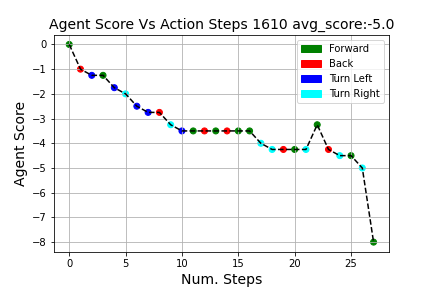 Agent Score Vs Action Steps 1610 avg_score:-5.0
Forward
Back
Turn Left
Turn Right
0
−1
−2
−3
−4
−5
−6
−7
−8
Agent Score
0 5 10 15 20 25
Num. Steps